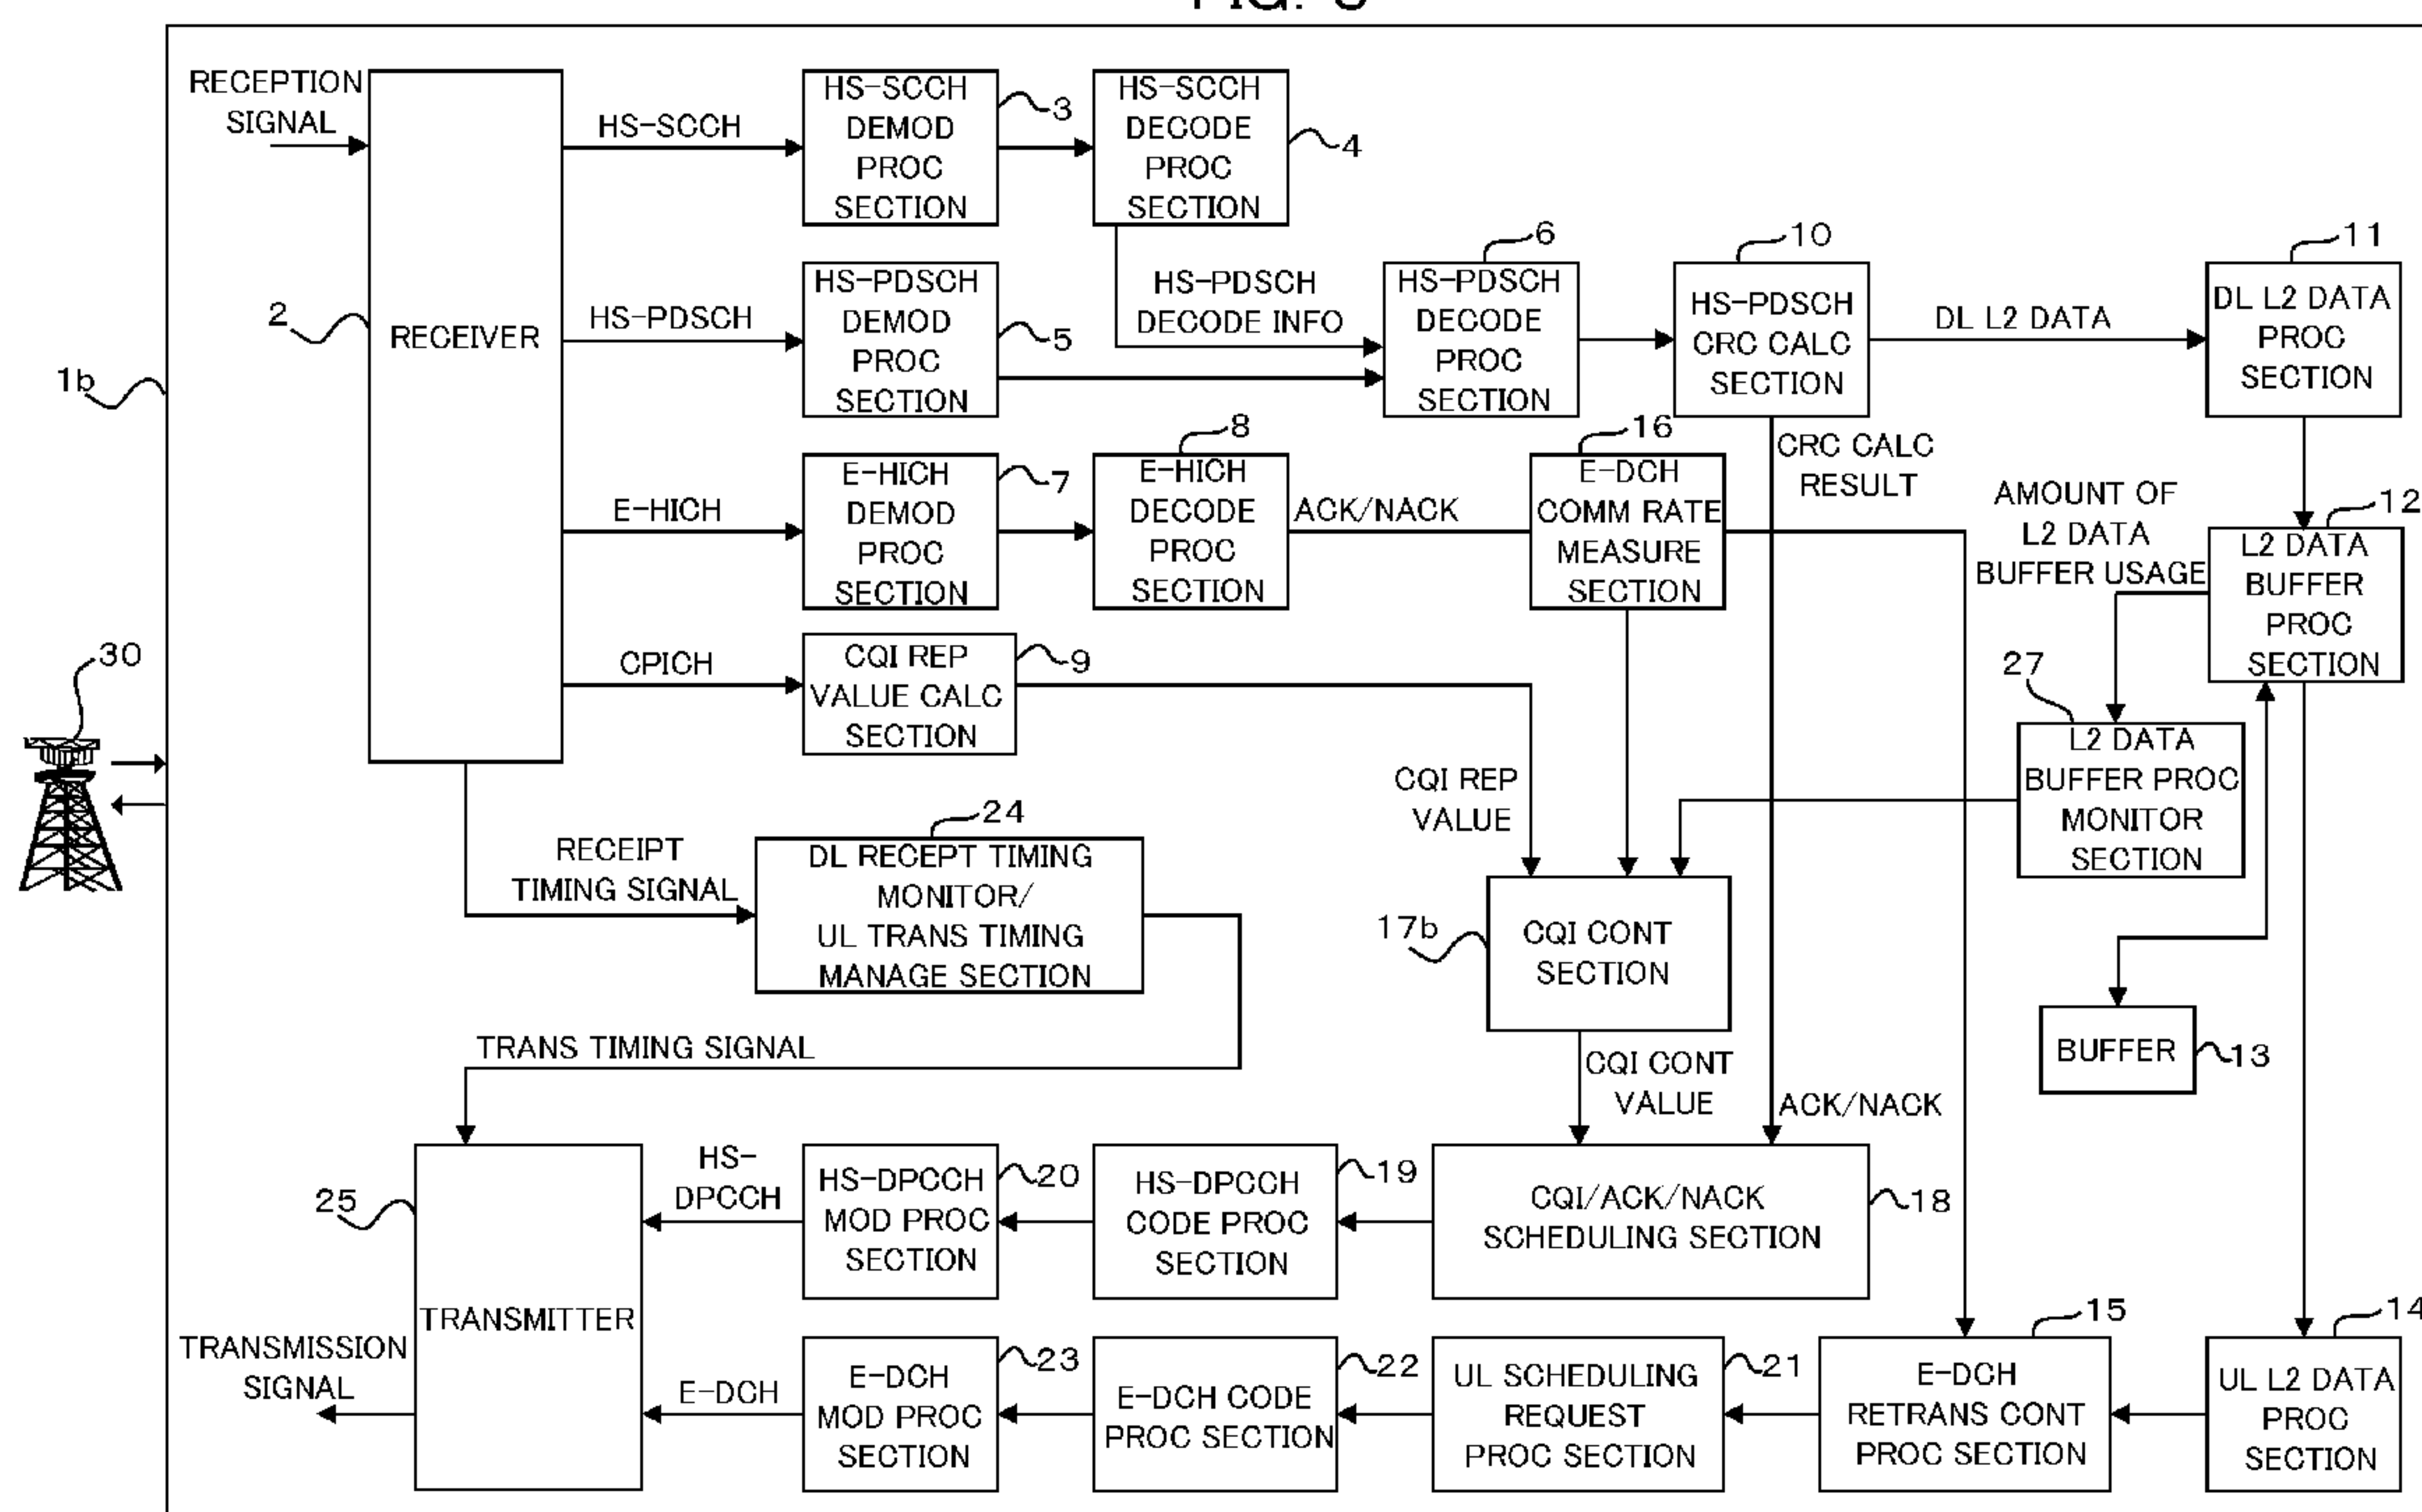 RECEPTION
SIGNAL
1b
2
RECEIVER
HS-SCCH
HS-SCCH
DEMOD
PROC
SECTION
3
HS-SCCH
DECODE
PROC
SECTION
4
HS-PDSCH
HS-PDSCH
DEMOD
PROC
SECTION
5
HS-PDSCH
DECODE INFO
6
HS-PDSCH
DECODE
PROC
SECTION
10
HS-PDSCH
CRC CALC
SECTION
DL L2 DATA
11
DL L2 DATA
PROC
SECTION
E-HICH
E-HICH
DEMOD
PROC
SECTION
7
8
E-HICH
DECODE
PROC
SECTION
ACK/NACK
16
E-DCH
COMM RATE
MEASURE
SECTION
CRC CALC
RESULT
AMOUNT OF
L2 DATA
BUFFER USAGE
12
L2 DATA
BUFFER
PROC
SECTION
30
CPICH
CQI REP
VALUE CALC
SECTION
9
CQI REP
VALUE
27
L2 DATA
BUFFER PROC
MONITOR
SECTION
RECEIPT
TIMING SIGNAL
24
DL RECEPT TIMING
MONITOR/
UL TRANS TIMING
MANAGE SECTION
17b
CQI CONT
SECTION
BUFFER
13
TRANS TIMING SIGNAL
CQI CONT
VALUE
ACK/NACK
25
TRANSMITTER
HS-
DPCCH
HS-DPCCH
MOD PROC
SECTION
20
HS-DPCCH
CODE PROC
SECTION
19
CQI/ACK/NACK
SCHEDULING SECTION
18
TRANSMISSION
SIGNAL
E-DCH
E-DCH
MOD PROC
SECTION
23
E-DCH CODE
PROC SECTION
22
UL SCHEDULING
REQUEST
PROC SECTION
21
15
E-DCH
RETRANS CONT
PROC SECTION
14
UL L2 DATA
PROC
SECTION